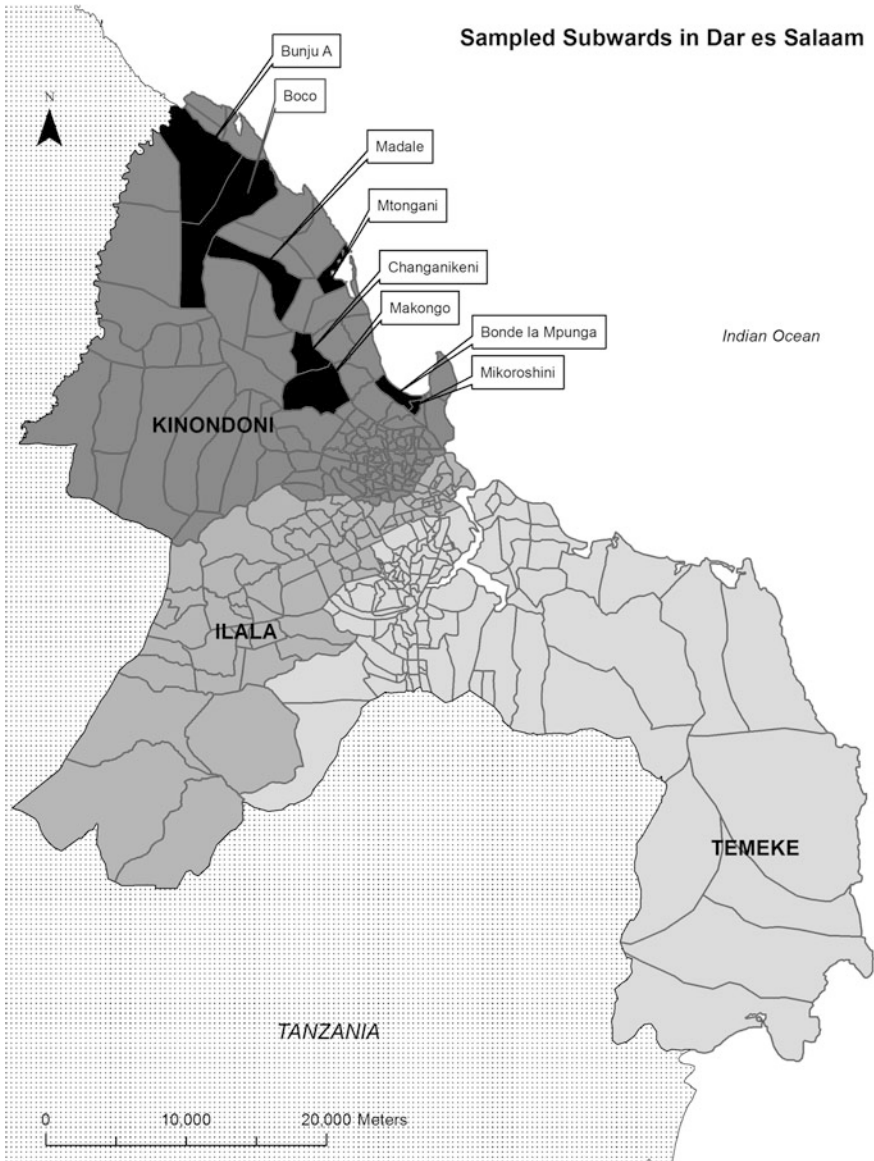 Sampled Subwards in Dar es Salaam
Bunju A
N
Boco
Madale
Mtongani
Changanikeni
Makongo
Bonde la Mpunga
Indian Ocean
Mikoroshini
KINONDONI
ILALA
TEMEKE
TANZANIA
0 10,000 20,000 Meters